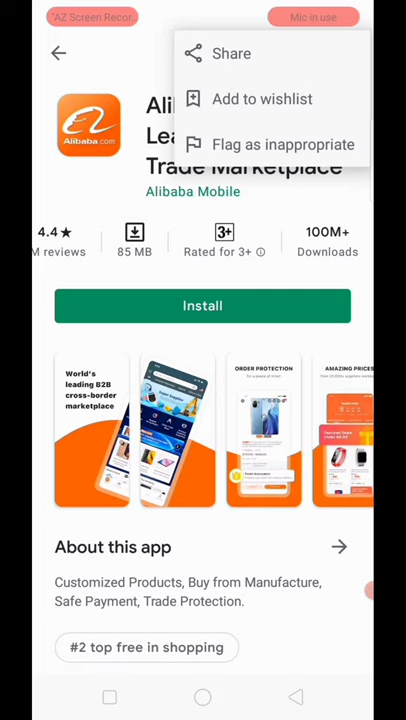 "AZ Screen Recor...
Mic in use
Share
Add to wishlist
Flag as inappropriate
Ali
Lea
Trade Marketplace
Alibaba.com
Alibaba Mobile
4.4★
M reviews
85 MB
3+
Rated for 3+
100M+
Downloads
Install
World's
leading B2B
cross-border
marketplace
ORDER PROTECTION
AMAZING PRICES
About this app
Customized Products, Buy from Manufacture,
Safe Payment, Trade Protection.
#2 top free in shopping